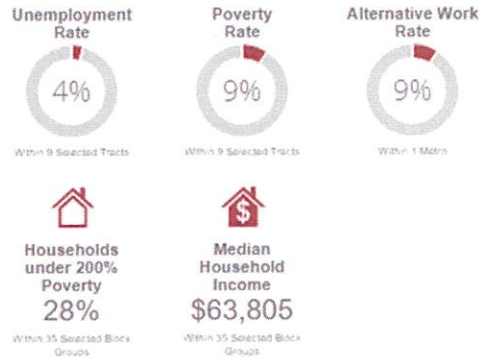 Unemployment
Rate
4%
Within 9 Selected Tracts
Poverty
Rate
9%
Within 9 Selected Tracts
Alternative Work
Rate
9%
Within 1 Metro
Households
under 200%
Poverty
28%
Within 35 Selected Block
Groups
$
Median
Household
Income
$63,805
Within 35 Selected Block
Groups